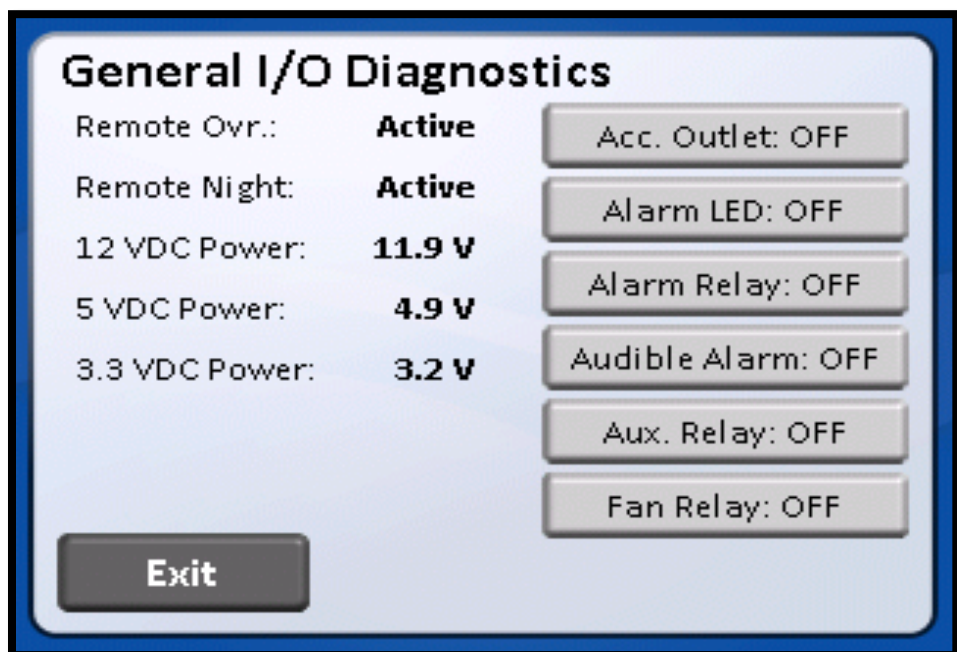 General I/O Diagnostics
Remote Ovr.: Active
Acc. Outlet: OFF
Remote Night: Active
Alarm LED: OFF
12 VDC Power: 11.9 V
Alarm Relay: OFF
5 VDC Power: 4.9 V
3.3 VDC Power: 3.2 V
Audible Alarm: OFF
Aux. Relay: OFF
Fan Relay: OFF
Exit